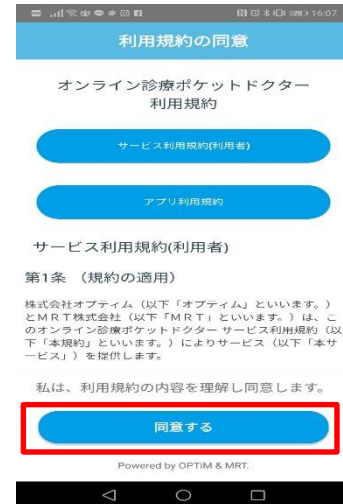 16:07
利用規約の同意
オンライン診療ポケットドクター
利用規約
サービス利用規約(利用者)
アプリ利用規約
サービス利用規約(利用者)
第1条 （規約の適用）
株式会社オプティム（以下「オプティム」といいます。）
とＭＲＴ株式会社（以下「ＭＲＴ」といいます。）は、こ
のオンライン診療ポケットドクター サービス利用規約（以
下「本規約」といいます。）によりサービス（以下「本サ
ービス」）を提供します。
私は、利用規約の内容を理解し同意します。
同意する
Powered by OPTiM & MRT.